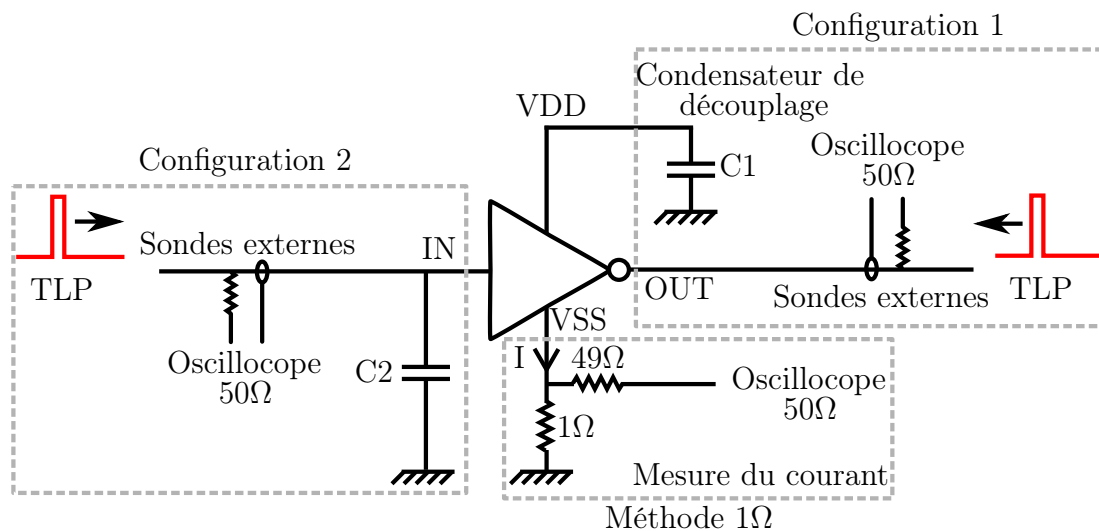 Configuration 1
Condensateur de
découplage
VDD
C1
Oscillocope
50Ω
Configuration 2
Sondes externes
IN
TLP
OUT
Sondes externes
TLP
VSS
I
49Ω
Oscillocope
50Ω
C2
1Ω
Oscillocope
50Ω
Mesure du courant
Méthode 1Ω